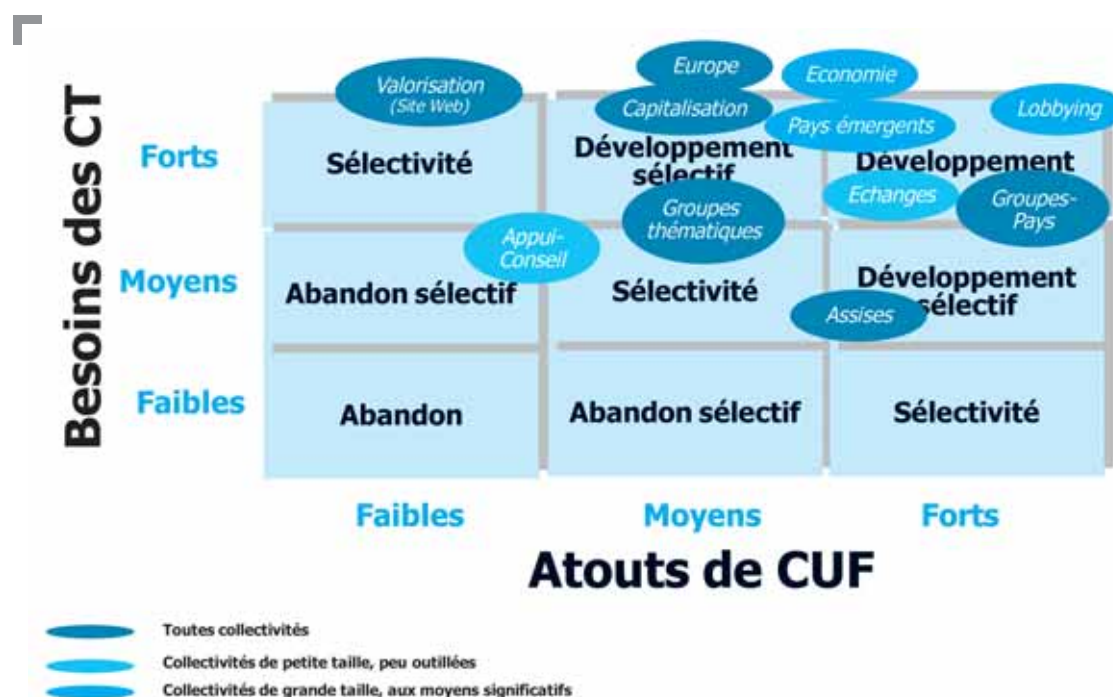 Besoins des CT
Forts
Moyens
Faibles
Valorisation
(Site Web)
Europe
Economie
Capitalisation
Pays émergents
Lobbying
Sélectivité
Développement
sélectif
Développement
Echanges
Groupes-
Pays
Groupes
thématiques
Appui-
Conseil
Abandon sélectif
Sélectivité
Développement
sélectif
Assises
Abandon
Abandon sélectif
Sélectivité
Faibles
Moyens
Forts
Atouts de CUF
Toutes collectivités
Collectivités de petite taille, peu outillées
Collectivités de grande taille, aux moyens significatifs